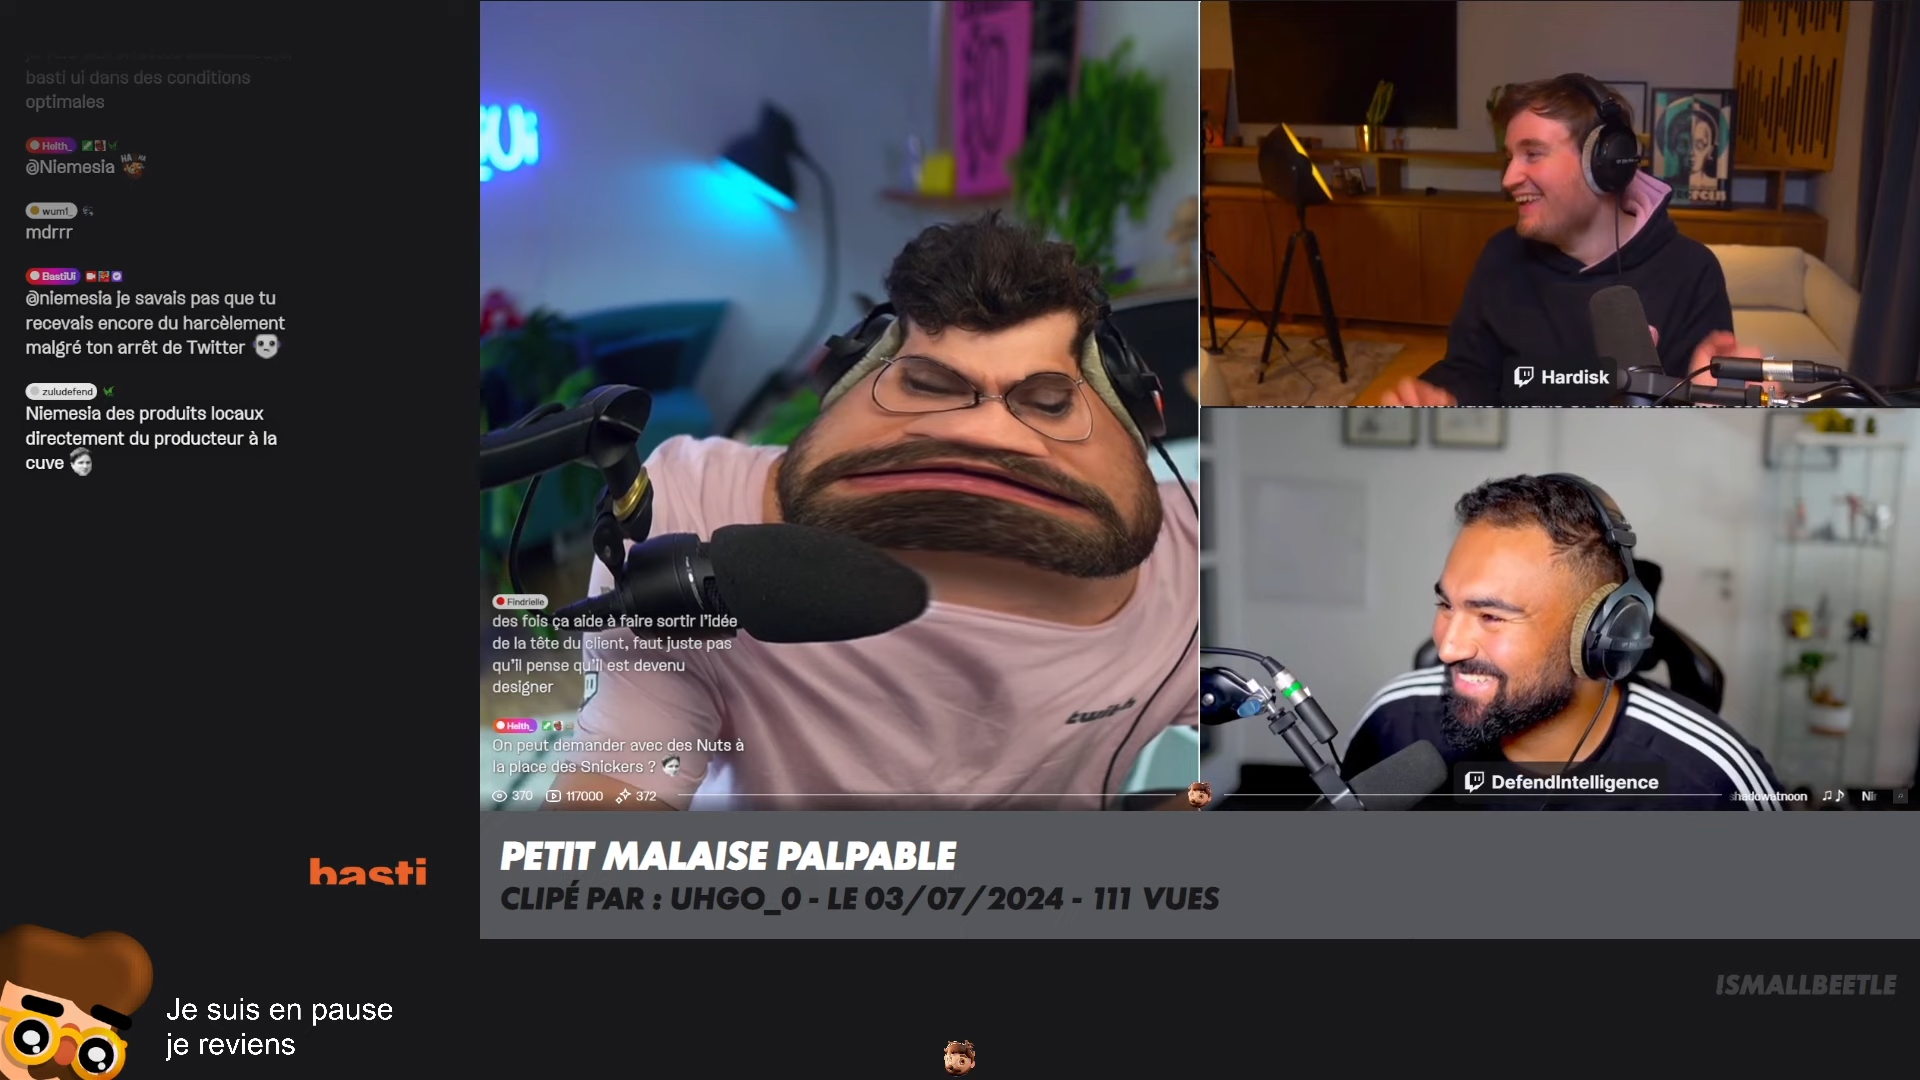 basti ui dans des conditions
optimales
Helth_
@Niemesia
wum1_
mdrrr
BastiUi
@niemesia je savais pas que tu
recevais encore du harcèlement
malgré ton arrêt de Twitter
zuludefend
Niemesia des produits locaux
directement du producteur à la
cuve
basti
Je suis en pause
je reviens
Ui
Findrielle
des fois ça aide à faire sortir l'idée
de la tête du client, faut juste pas
qu'il pense qu'il est devenu
designer
Helth_
On peut demander avec des Nuts à
la place des Snickers ?
370 117000 372
twitch
Hardisk
DefendIntelligence
shadowatnoon
PETIT MALAISE PALPABLE
CLIPÉ PAR : UHGO_0 - LE 03/07/2024 - 111 VUES
ISMALLBEETLE